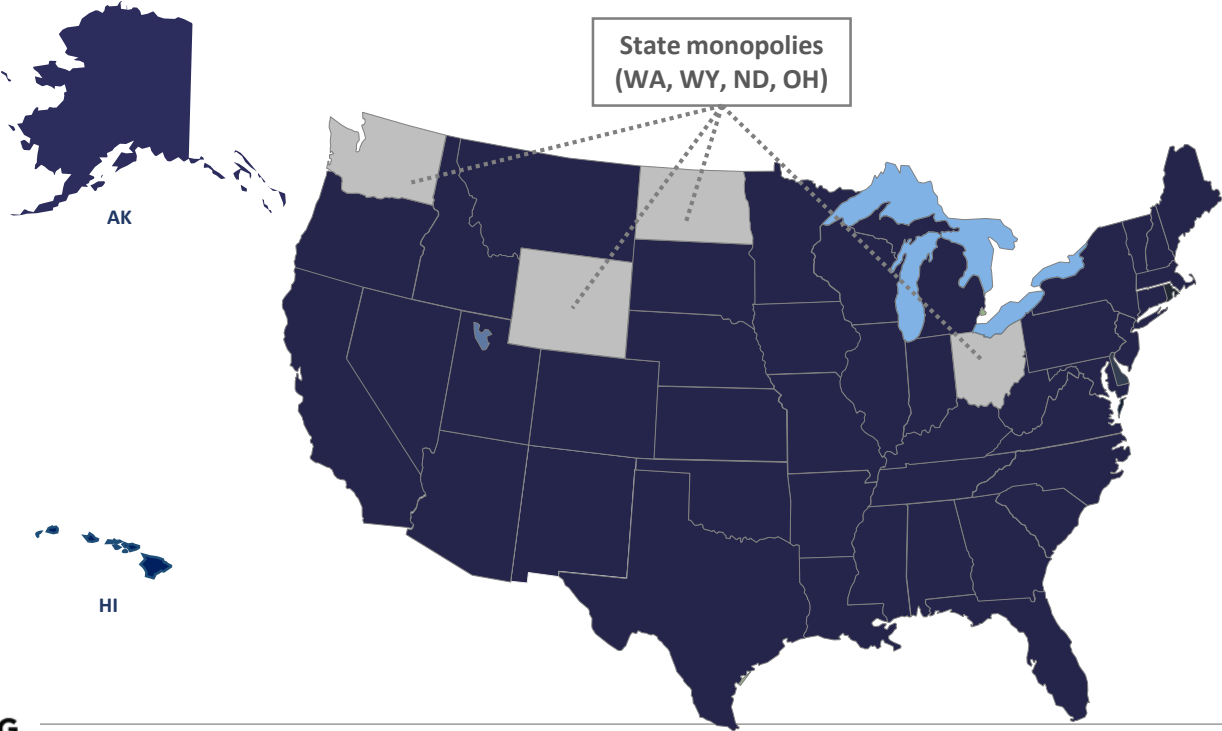 State monopolies
(WA, WY, ND, OH)
AK
HI
G